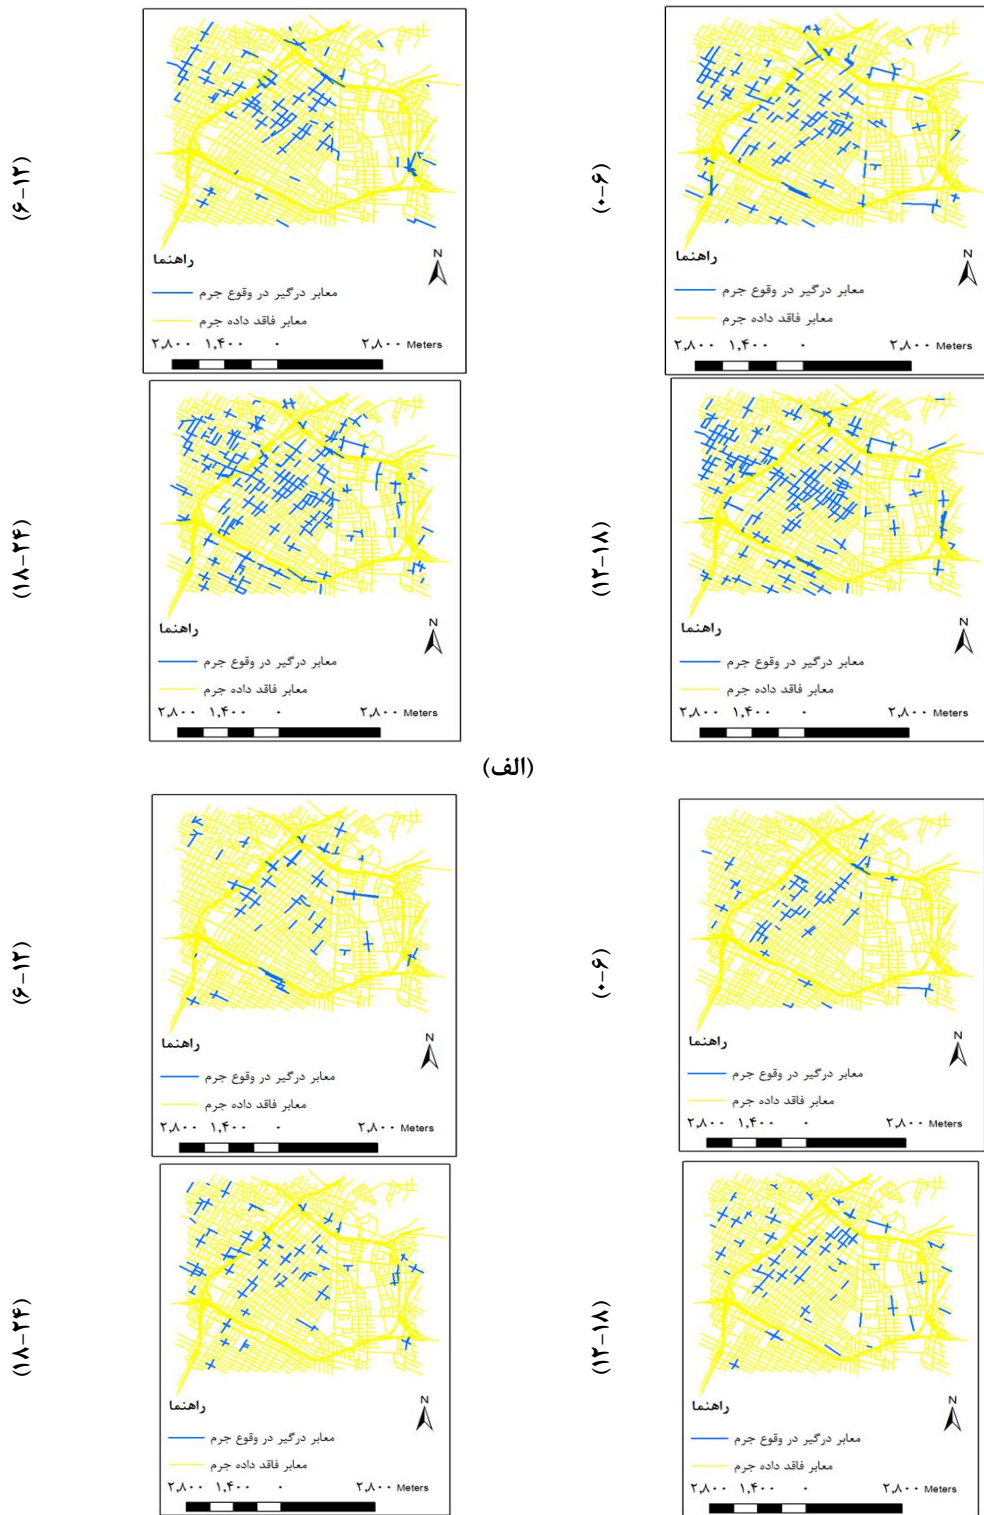 (۰-۶)
N
راهنما
معابر درگیر در وقوع جرم
معابر فاقد داده جرم
۲,۸۰۰ ۱,۴۰۰ ۰ ۲,۸۰۰ Meters
(۶-۱۲)
N
راهنما
معابر درگیر در وقوع جرم
معابر فاقد داده جرم
۲,۸۰۰ ۱,۴۰۰ ۰ ۲,۸۰۰ Meters
(۱۲-۱۸)
N
راهنما
معابر درگیر در وقوع جرم
معابر فاقد داده جرم
۲,۸۰۰ ۱,۴۰۰ ۰ ۲,۸۰۰ Meters
(۱۸-۲۴)
N
راهنما
معابر درگیر در وقوع جرم
معابر فاقد داده جرم
۲,۸۰۰ ۱,۴۰۰ ۰ ۲,۸۰۰ Meters
(الف)
(۰-۶)
N
راهنما
معابر درگیر در وقوع جرم
معابر فاقد داده جرم
۲,۸۰۰ ۱,۴۰۰ ۰ ۲,۸۰۰ Meters
(۶-۱۲)
N
راهنما
معابر درگیر در وقوع جرم
معابر فاقد داده جرم
۲,۸۰۰ ۱,۴۰۰ ۰ ۲,۸۰۰ Meters
(۱۲-۱۸)
N
راهنما
معابر درگیر در وقوع جرم
معابر فاقد داده جرم
۲,۸۰۰ ۱,۴۰۰ ۰ ۲,۸۰۰ Meters
(۱۸-۲۴)
N
راهنما
معابر درگیر در وقوع جرم
معابر فاقد داده جرم
۲,۸۰۰ ۱,۴۰۰ ۰ ۲,۸۰۰ Meters